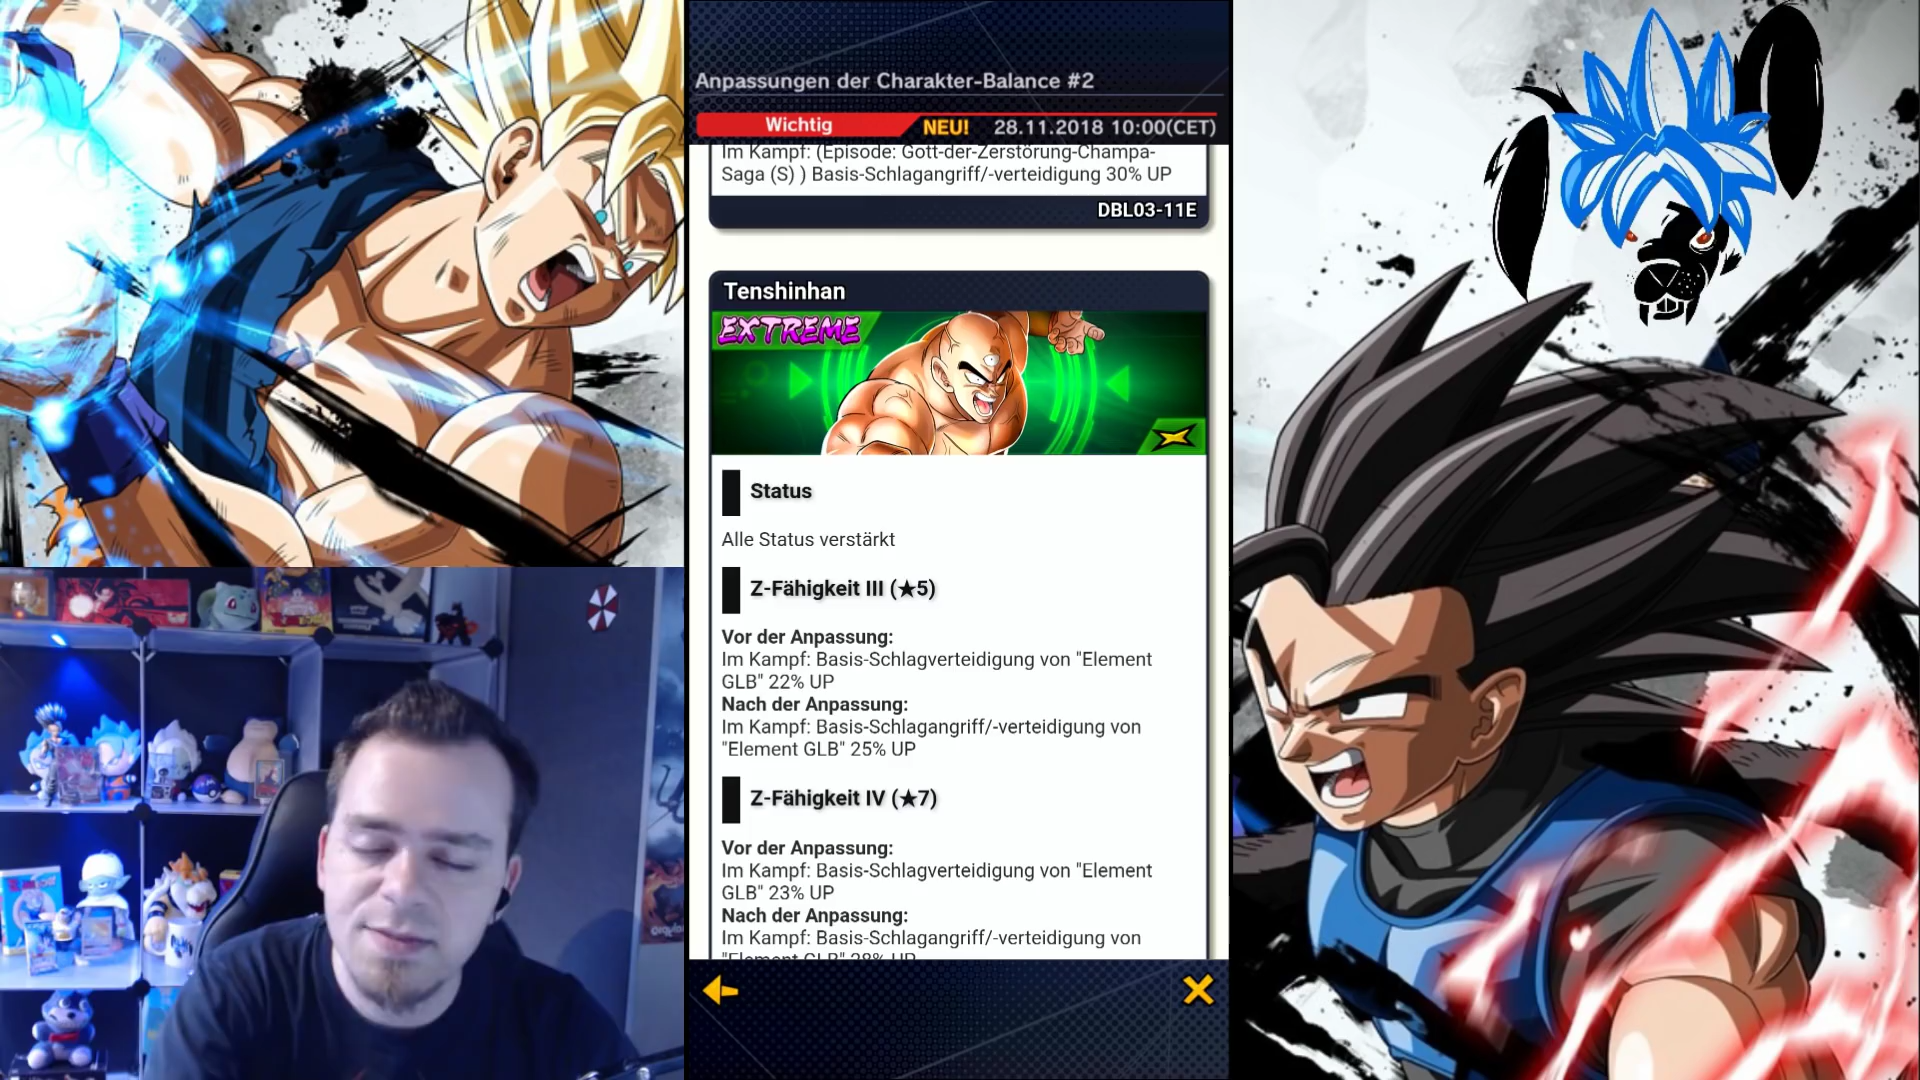 Anpassungen der Charakter-Balance #2
Wichtig NEU! 28.11.2018 10:00(CET)
Im Kampf: (Episode: Gott-der-Zerstörung-Champa-
Saga (S) ) Basis-Schlagangriff/-verteidigung 30% UP
DBL03-11E
Tenshinhan
EXTREME
Status
Alle Status verstärkt
Z-Fähigkeit III (★5)
Vor der Anpassung:
Im Kampf: Basis-Schlagverteidigung von "Element
GLB" 22% UP
Nach der Anpassung:
Im Kampf: Basis-Schlagangriff/-verteidigung von
"Element GLB" 25% UP
Z-Fähigkeit IV (★7)
Vor der Anpassung:
Im Kampf: Basis-Schlagverteidigung von "Element
GLB" 23% UP
Nach der Anpassung:
Im Kampf: Basis-Schlagangriff/-verteidigung von
"Element GLB" 28% UP